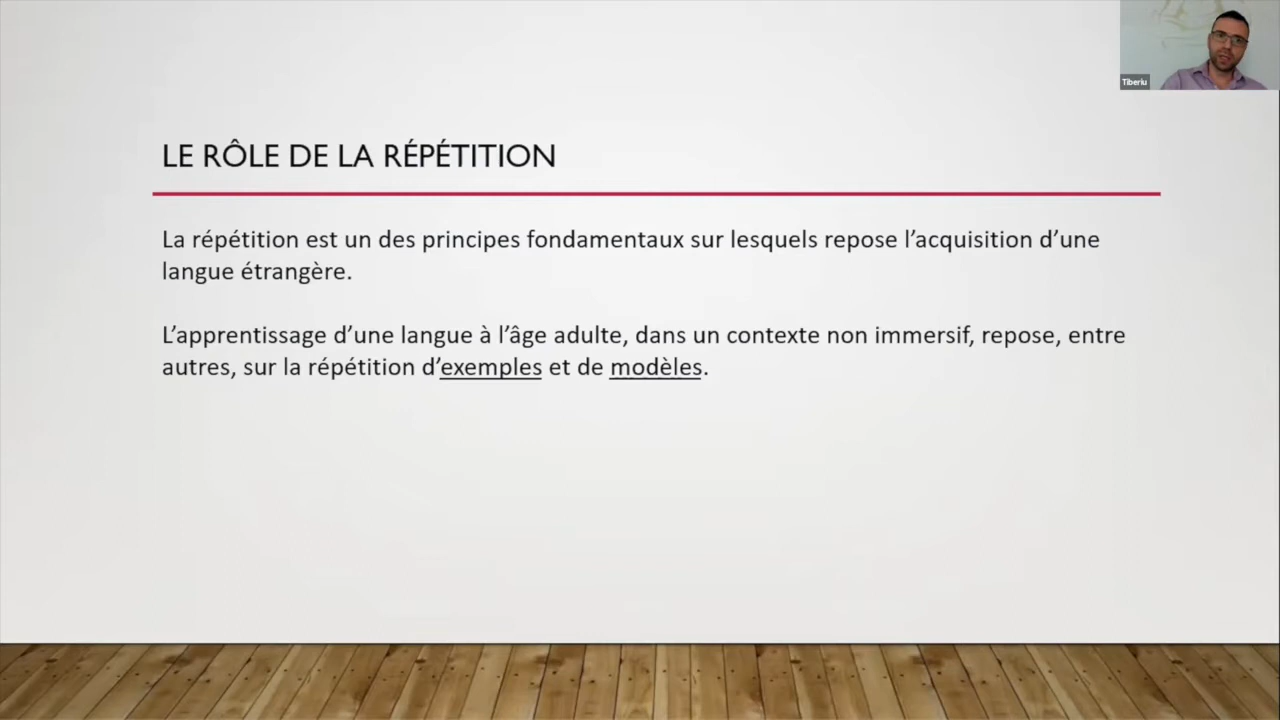 Tiberiu
LE RÔLE DE LA RÉPÉTITION
La répétition est un des principes fondamentaux sur lesquels repose l’acquisition d’une
langue étrangère.
L’apprentissage d’une langue à l’âge adulte, dans un contexte non immersif, repose, entre
autres, sur la répétition d’exemples et de modèles.